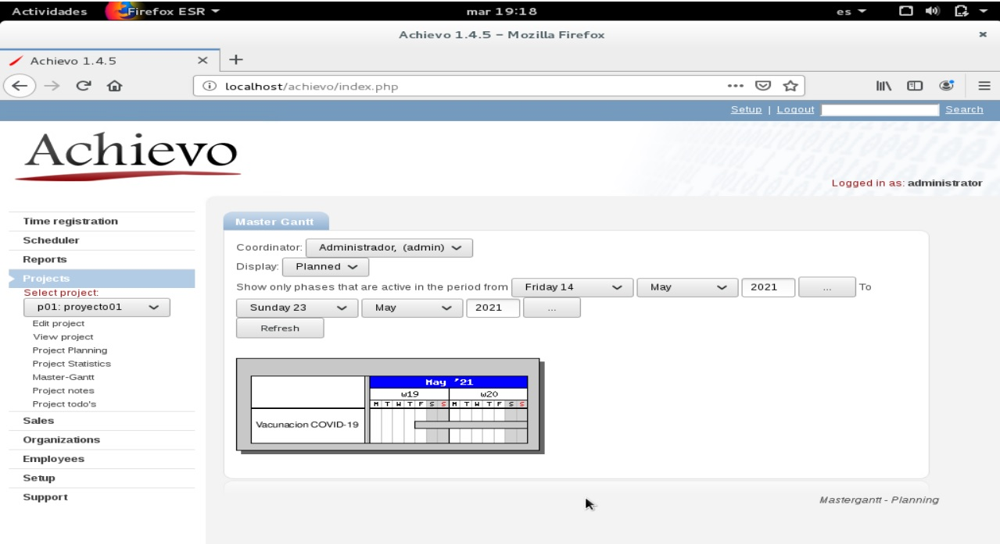 Actividades Firefox ESR mar 19:18 es
Achievo 1.4.5 – Mozilla Firefox
Achievo 1.4.5
localhost/achievo/index.php
Setup | Logout Search
Achievo
Logged in as: administrator
Time registration
Scheduler
Reports
Projects
Select project:
p01: proyecto01
Edit project
View project
Project Planning
Project Statistics
Master-Gantt
Project notes
Project todo's
Sales
Organizations
Employees
Setup
Support
Master Gantt
Coordinator: Administrador, (admin)
Display: Planned
Show only phases that are active in the period from Friday 14 May 2021 ... To
Sunday 23 May 2021 ...
Refresh
May '21
w19 w20
M T W T F S S M T W T F S S
Vacunacion COVID-19
Mastergantt - Planning